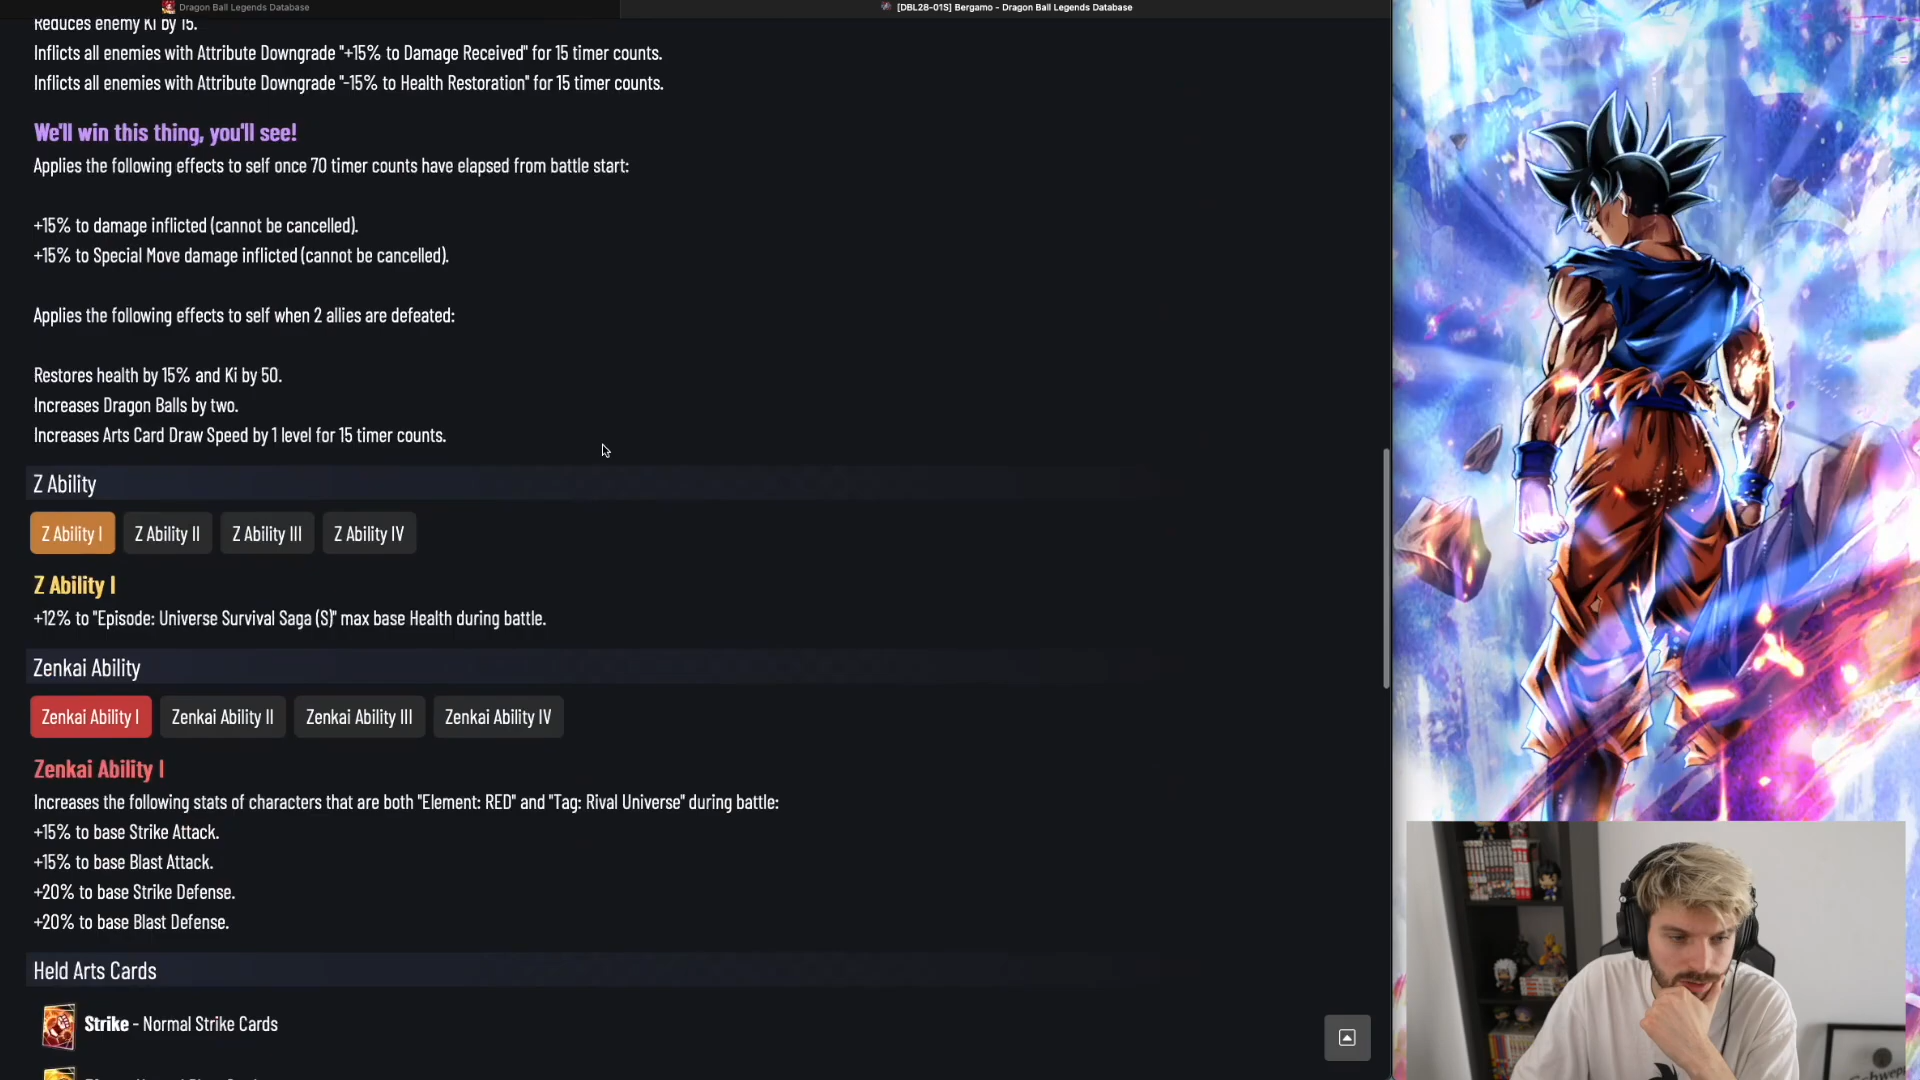 Dragon Ball Legends Database
[DBL28-01S] Bergamo - Dragon Ball Legends Database
Reduces enemy Ki by 15.
Inflicts all enemies with Attribute Downgrade "+15% to Damage Received" for 15 timer counts.
Inflicts all enemies with Attribute Downgrade "-15% to Health Restoration" for 15 timer counts.
We'll win this thing, you'll see!
Applies the following effects to self once 70 timer counts have elapsed from battle start:
+15% to damage inflicted (cannot be cancelled).
+15% to Special Move damage inflicted (cannot be cancelled).
Applies the following effects to self when 2 allies are defeated:
Restores health by 15% and Ki by 50.
Increases Dragon Balls by two.
Increases Arts Card Draw Speed by 1 level for 15 timer counts.
Z Ability
Z Ability I Z Ability II Z Ability III Z Ability IV
Z Ability I
+12% to "Episode: Universe Survival Saga (S)" max base Health during battle.
Zenkai Ability
Zenkai Ability I Zenkai Ability II Zenkai Ability III Zenkai Ability IV
Zenkai Ability I
Increases the following stats of characters that are both "Element: RED" and "Tag: Rival Universe" during battle:
+15% to base Strike Attack.
+15% to base Blast Attack.
+20% to base Strike Defense.
+20% to base Blast Defense.
Held Arts Cards
Strike - Normal Strike Cards